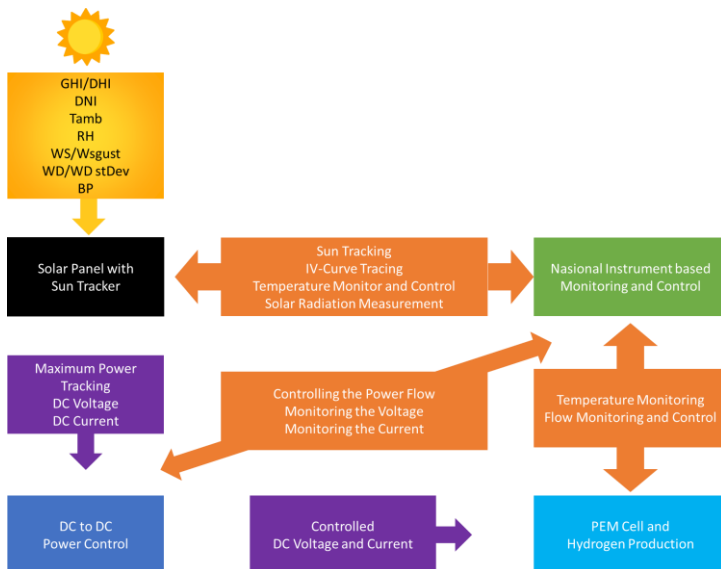 GHI/DHI
DNI
Tamb
RH
WS/Wsgust
WD/WD stDev
BP
Solar Panel with
Sun Tracker
Sun Tracking
IV-Curve Tracing
Temperature Monitor and Control
Solar Radiation Measurement
Nasional Instrument based
Monitoring and Control
Maximum Power
Tracking
DC Voltage
DC Current
Controlling the Power Flow
Monitoring the Voltage
Monitoring the Current
Temperature Monitoring
Flow Monitoring and Control
DC to DC
Power Control
Controlled
DC Voltage and Current
PEM Cell and
Hydrogen Production